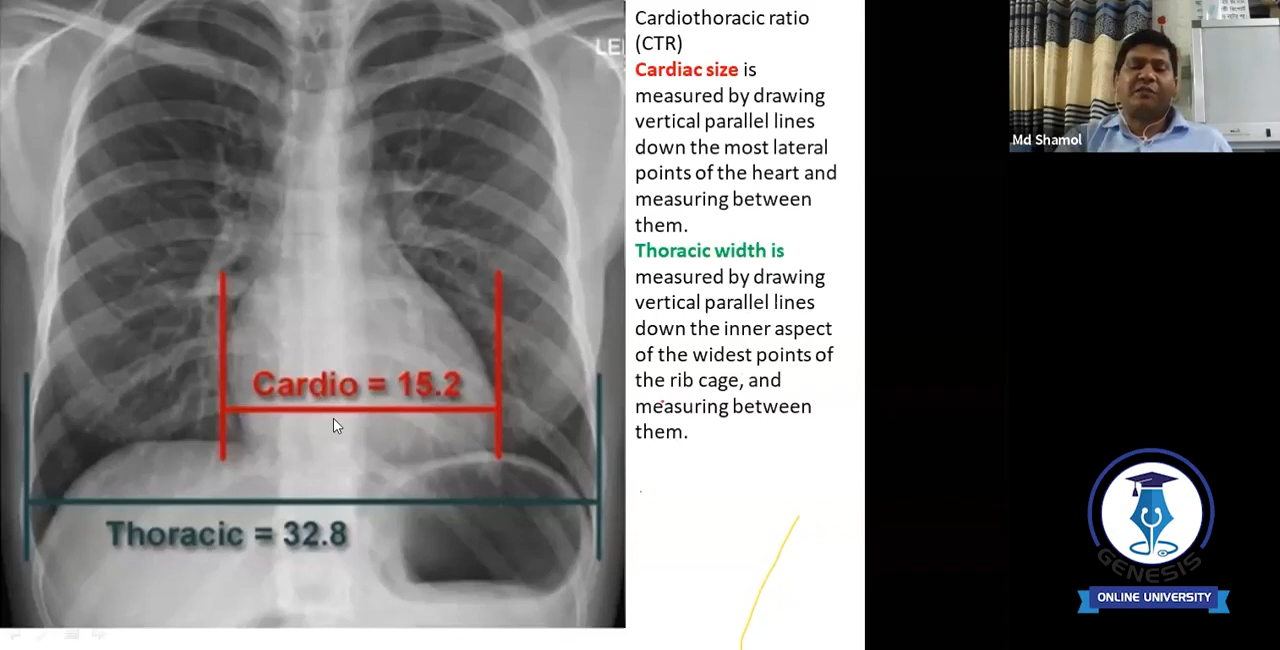 LE
Cardio = 15.2
Thoracic = 32.8
Cardiothoracic ratio
(CTR)
Cardiac size is
measured by drawing
vertical parallel lines
down the most lateral
points of the heart and
measuring between
them.
Thoracic width is
measured by drawing
vertical parallel lines
down the inner aspect
of the widest points of
the rib cage, and
measuring between
them.
Md Shamol
GENESIS
ONLINE UNIVERSITY